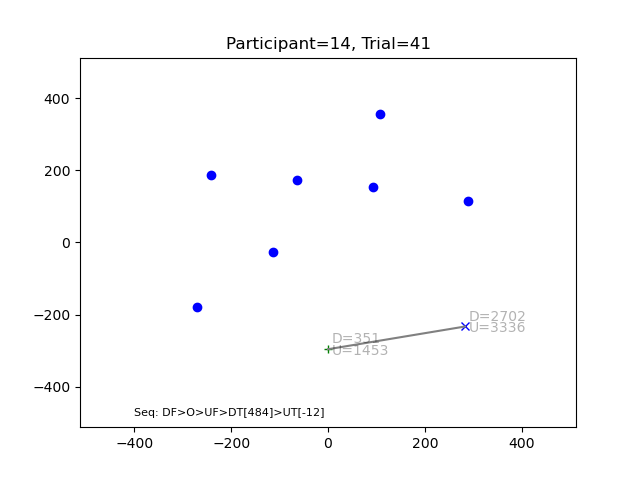 Participant=14, Trial=41
400
200
0
−200
−400
D=2702
U=3336
D=351
U=1453
Seq: DF>O>UF>DT[484]>UT[-12]
−400 −200 0 200 400